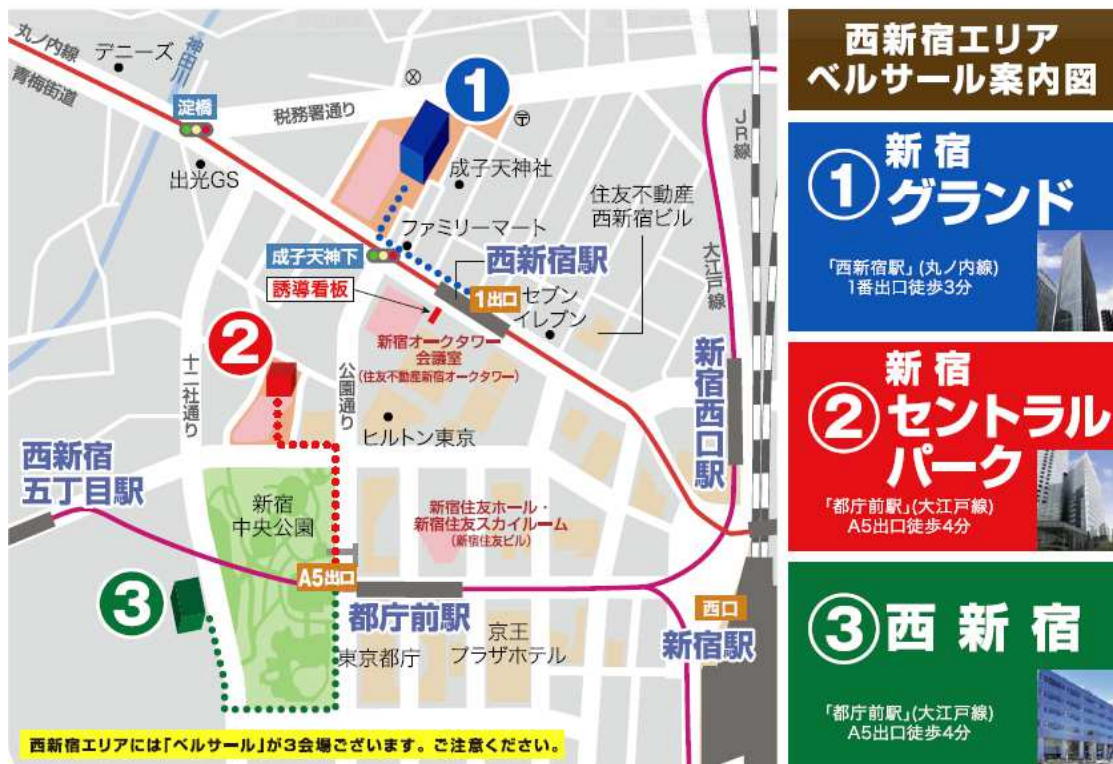 丸ノ内線
青梅街道
デニーズ
神田川
淀橋
税務署通り
出光GS
1
〒
成子天神社
ファミリーマート
成子天神下
誘導看板
西新宿駅
1出口
セブン
イレブン
住友不動産
西新宿ビル
JR線
大江戸線
新宿オークタワー
会議室
(住友不動産新宿オークタワー)
2
十二社通り
公園通り
ヒルトン東京
新宿西口駅
西新宿
五丁目駅
新宿
中央公園
新宿住友ホール・
新宿住友スカイルーム
(新宿住友ビル)
A5出口
3
都庁前駅
東京都庁
京王
プラザホテル
西口
新宿駅
西新宿エリアには「ベルサール」が3会場ございます。ご注意ください。
西新宿エリア
ベルサール案内図
① 新宿
グランド
「西新宿駅」(丸ノ内線)
1番出口徒歩3分
② 新宿
セントラル
パーク
「都庁前駅」(大江戸線)
A5出口徒歩4分
③ 西新宿
「都庁前駅」(大江戸線)
A5出口徒歩4分